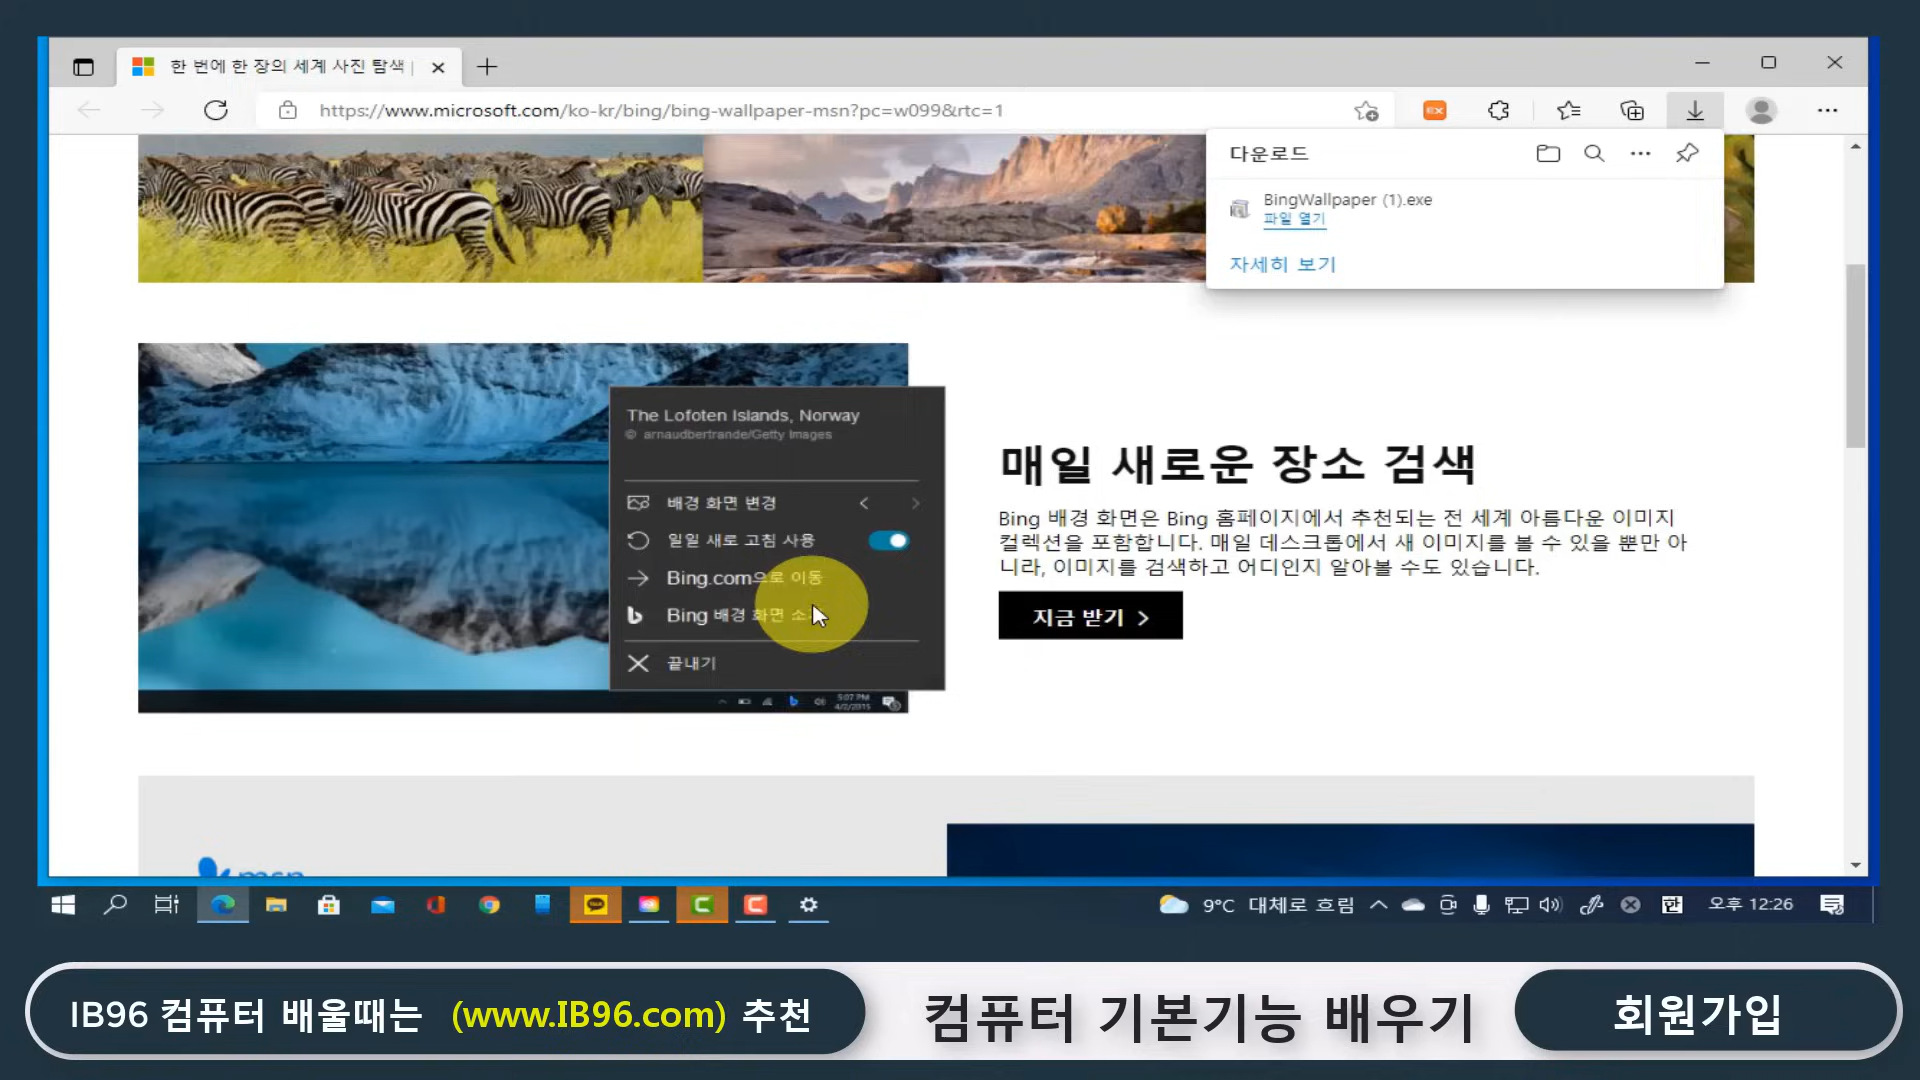 한 번에 한 장의 세계 사진 탐색 |
https://www.microsoft.com/ko-kr/bing/bing-wallpaper-msn?pc=w099&rtc=1
EX
다운로드
BingWallpaper (1).exe
파일 열기
자세히 보기
The Lofoten Islands, Norway
© arnaudbertrande/Getty Images
배경 화면 변경
일일 새로 고침 사용
Bing.com으로 이동
Bing 배경 화면
끝내기
5:07 PM
4/2/2015
매일 새로운 장소 검색
Bing 배경 화면은 Bing 홈페이지에서 추천되는 전 세계 아름다운 이미지
컬렉션을 포함합니다. 매일 데스크톱에서 새 이미지를 볼 수 있을 뿐만 아
니라, 이미지를 검색하고 어디인지 알아볼 수도 있습니다.
지금 받기
msn
TALK
9°C 대체로 흐림
한
오후 12:26
IB96 컴퓨터 배울때는 (www.IB96.com) 추천
컴퓨터 기본기능 배우기
회원가입